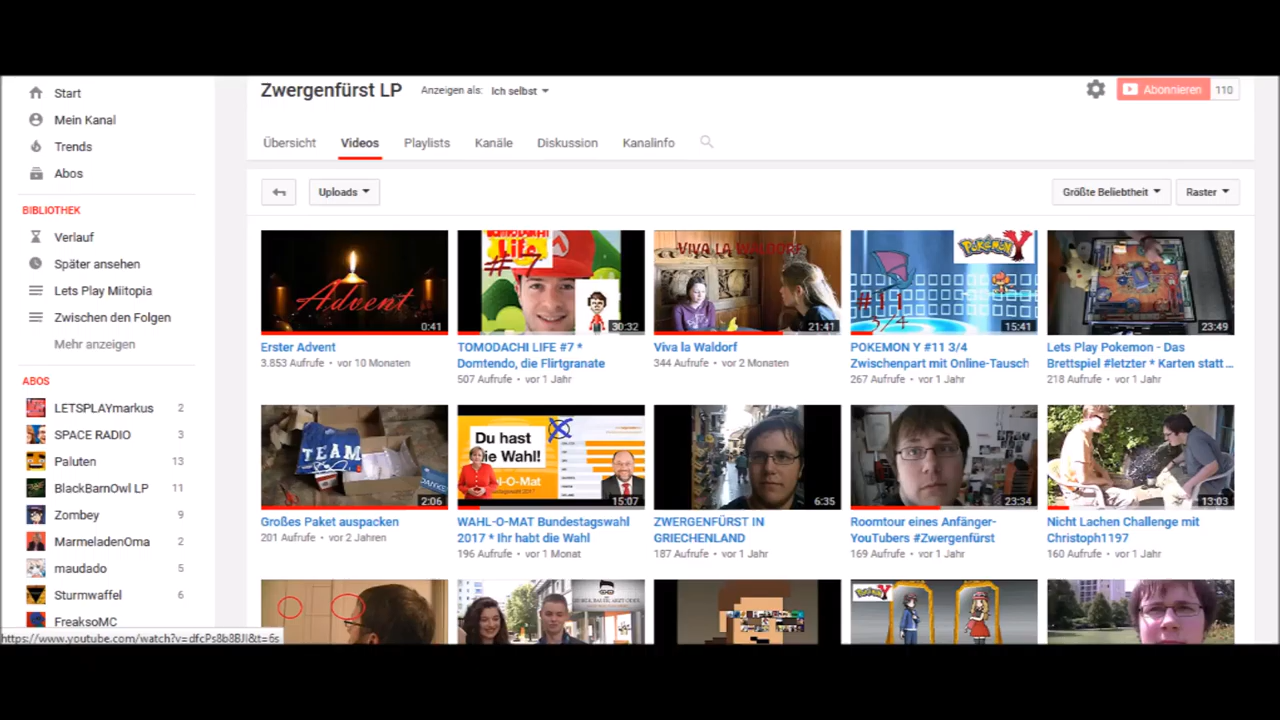 Start
Mein Kanal
Trends
Abos
BIBLIOTHEK
Verlauf
Später ansehen
Lets Play Miitopia
Zwischen den Folgen
Mehr anzeigen
ABOS
LETSPLAYmarkus 2
SPACE RADIO 3
Paluten 13
BlackBarnOwl LP 11
Zombey 9
MarmeladenOma 2
maudado 5
Sturmwaffel 6
FreaksoMC
https://www.youtube.com/watch?v=dfcPs8b8BJI&t=6s
Zwergenfürst LP Anzeigen als: Ich selbst
Abonnieren 110
Übersicht Videos Playlists Kanäle Diskussion Kanalinfo
Uploads Größte Beliebtheit Raster
Advent
0:41
Erster Advent
3.853 Aufrufe • vor 10 Monaten
TOMODACHI
Life
# 7
30:32
TOMODACHI LIFE #7 *
Domtendo, die Flirtgranate
507 Aufrufe • vor 1 Jahr
VIVA LA WALDORF
21:41
Viva la Waldorf
344 Aufrufe • vor 2 Monaten
POKÉMON Y
#11
3/4
15:41
POKEMON Y #11 3/4
Zwischenpart mit Online-Tausch
267 Aufrufe • vor 1 Jahr
23:49
Lets Play Pokemon - Das
Brettspiel #letzter * Karten statt ...
218 Aufrufe • vor 1 Jahr
TEAM
2:06
Großes Paket auspacken
201 Aufrufe • vor 2 Jahren
Du hast
die Wahl!
15:07
WAHL-O-MAT Bundestagswahl
2017 * Ihr habt die Wahl
196 Aufrufe • vor 1 Monat
6:35
ZWERGENFÜRST IN
GRIECHENLAND
187 Aufrufe • vor 1 Jahr
23:34
Roomtour eines Anfänger-
YouTubers #Zwergenfürst
169 Aufrufe • vor 1 Jahr
13:03
Nicht Lachen Challenge mit
Christoph1197
160 Aufrufe • vor 1 Jahr
POKÉMON Y